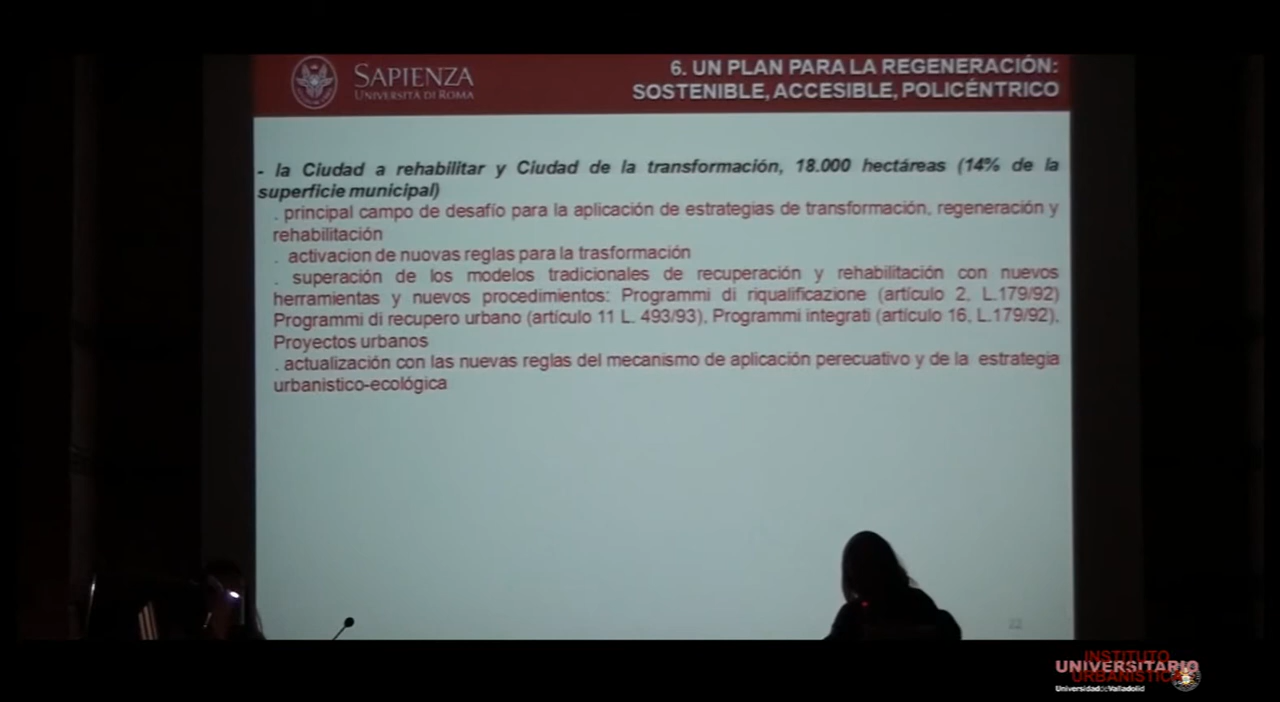 SAPIENZA
UNIVERSITÀ DI ROMA
6. UN PLAN PARA LA REGENERACIÓN:
SOSTENIBLE, ACCESIBLE, POLICÉNTRICO
- la Ciudad a rehabilitar y Ciudad de la transformación, 18.000 hectáreas (14% de la
superficie municipal)
. principal campo de desafío para la aplicación de estrategias de transformación, regeneración y
rehabilitación
. activacion de nuovas reglas para la trasformación
. superación de los modelos tradicionales de recuperación y rehabilitación con nuevos
herramientas y nuevos procedimientos: Programmi di riqualificazione (artículo 2, L.179/92)
Programmi di recupero urbano (artículo 11 L. 493/93), Programmi integrati (artículo 16, L.179/92),
Proyectos urbanos
. actualización con las nuevas reglas del mecanismo de aplicación perecuativo y de la estrategia
urbanistico-ecológica
INSTITUTO
UNIVERSITARIO
URBANÍSTICA
Universidad de Valladolid